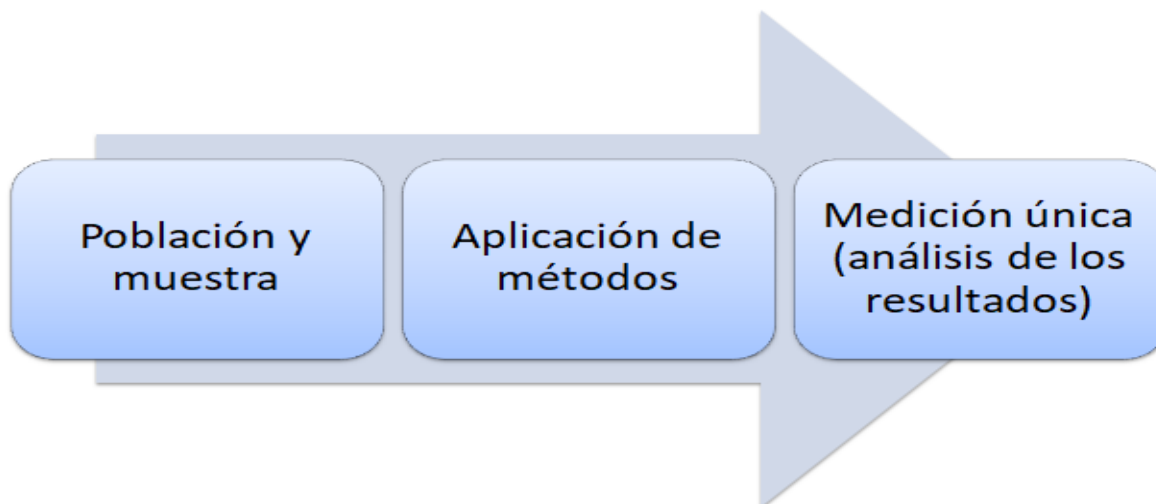 Población y
muestra
Aplicación de
métodos
Medición única
(análisis de los
resultados)